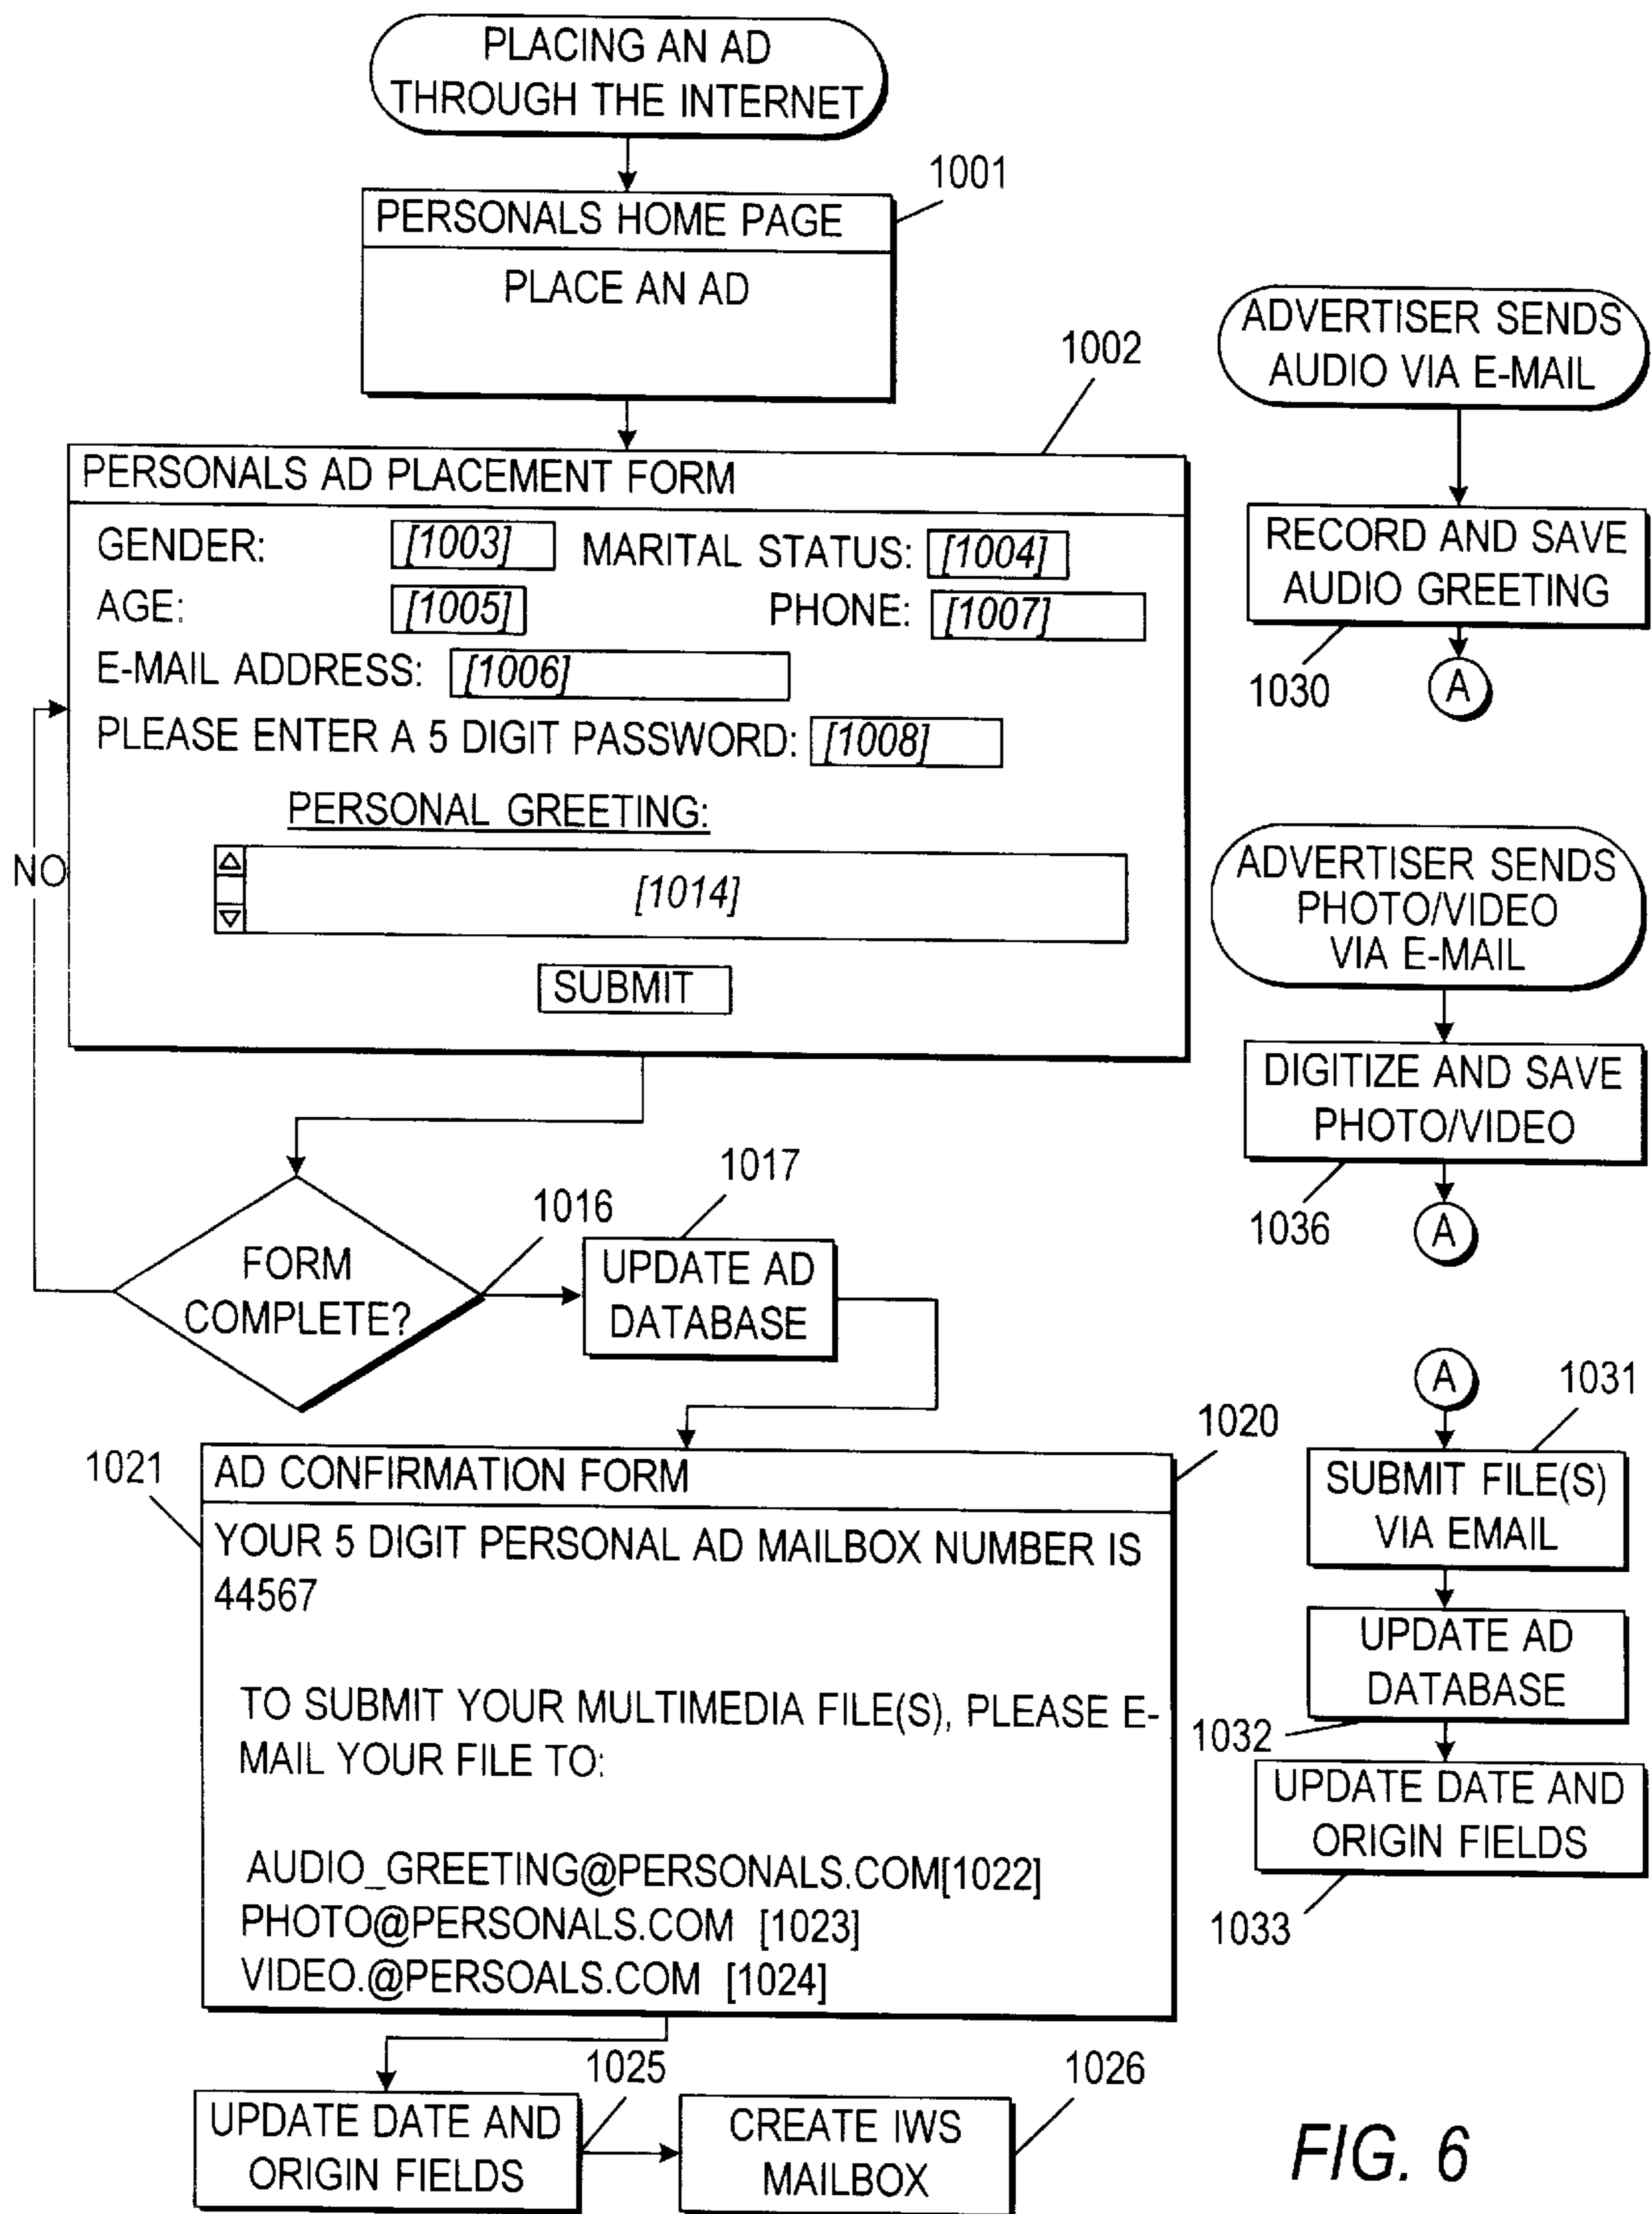 PLACING AN AD
THROUGH THE INTERNET
1001
PERSONALS HOME PAGE
PLACE AN AD
1002
PERSONALS AD PLACEMENT FORM
GENDER: [1003] MARITAL STATUS: [1004]
AGE: [1005] PHONE: [1007]
E-MAIL ADDRESS: [1006]
PLEASE ENTER A 5 DIGIT PASSWORD: [1008]
PERSONAL GREETING:
[1014]
SUBMIT
NO
FORM
COMPLETE?
1016
1017
UPDATE AD
DATABASE
1020
1021
AD CONFIRMATION FORM
YOUR 5 DIGIT PERSONAL AD MAILBOX NUMBER IS
44567
TO SUBMIT YOUR MULTIMEDIA FILE(S), PLEASE E-
MAIL YOUR FILE TO:
AUDIO_GREETING@PERSONALS.COM[1022]
PHOTO@PERSONALS.COM [1023]
VIDEO.@PERSOALS.COM [1024]
1025
UPDATE DATE AND
ORIGIN FIELDS
1026
CREATE IWS
MAILBOX
ADVERTISER SENDS
AUDIO VIA E-MAIL
RECORD AND SAVE
AUDIO GREETING
1030
A
ADVERTISER SENDS
PHOTO/VIDEO
VIA E-MAIL
DIGITIZE AND SAVE
PHOTO/VIDEO
1036
A
A
1031
SUBMIT FILE(S)
VIA EMAIL
UPDATE AD
DATABASE
1032
UPDATE DATE AND
ORIGIN FIELDS
1033
FIG. 6